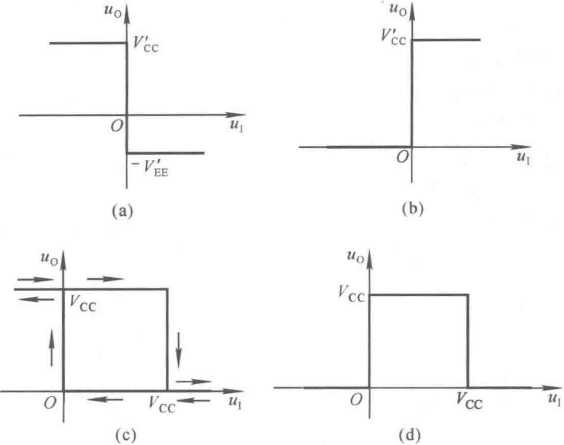 u_O
V'_CC
O
u_I
-V'_EE
(a)
u_O
V'_CC
O
u_I
(b)
u_O
V_CC
O
V_CC
u_I
(c)
u_O
V_CC
O
V_CC
u_I
(d)